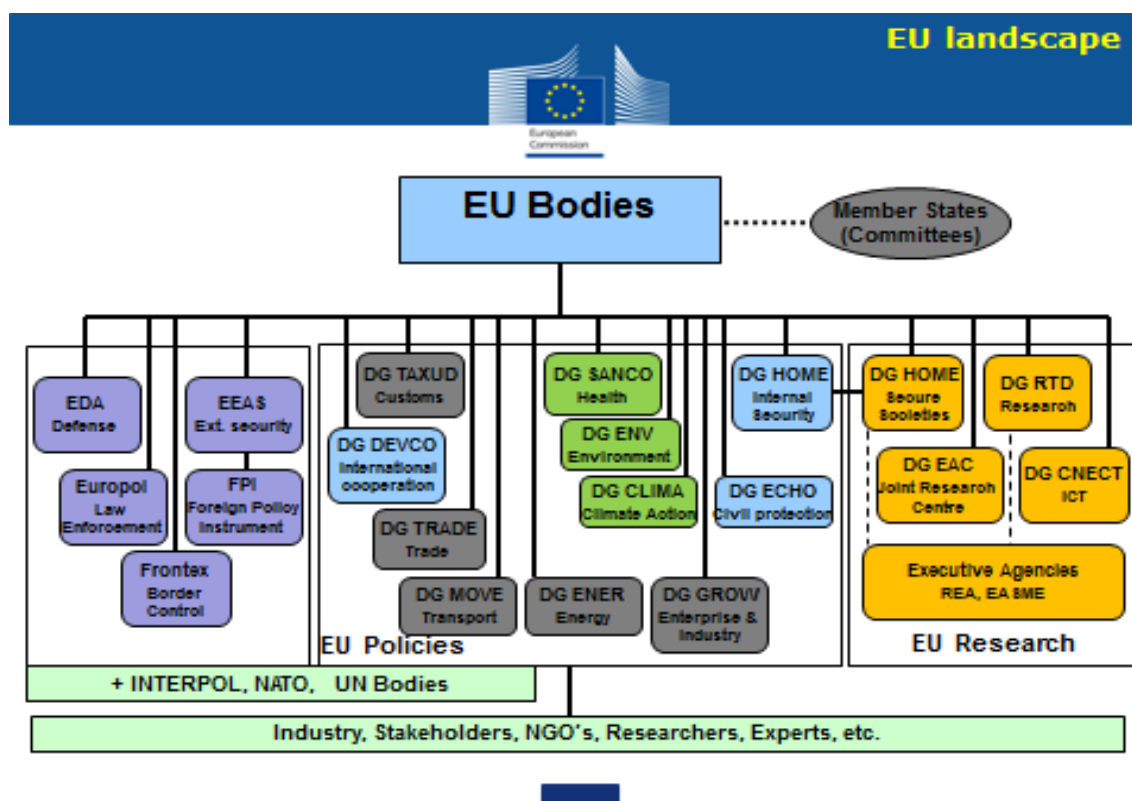 EU landscape
European
Commission
EU Bodies
Member States
(Committees)
EDA
Defense
EEAS
Ext. security
Europol
Law
Enforcement
FPI
Foreign Policy
Instrument
Frontex
Border
Control
DG TAXUD
Customs
DG DEVCO
International
cooperation
DG TRADE
Trade
DG MOVE
Transport
DG SANCO
Health
DG ENV
Environment
DG CLIMA
Climate Action
DG ENER
Energy
DG GROW
Enterprise &
Industry
DG HOME
Internal
Security
DG ECHO
Civil protection
EU Policies
DG HOME
Secure
Societies
DG RTD
Research
DG EAC
Joint Research
Centre
DG CNECT
ICT
Executive Agencies
REA, EASME
EU Research
+ INTERPOL, NATO, UN Bodies
Industry, Stakeholders, NGO's, Researchers, Experts, etc.